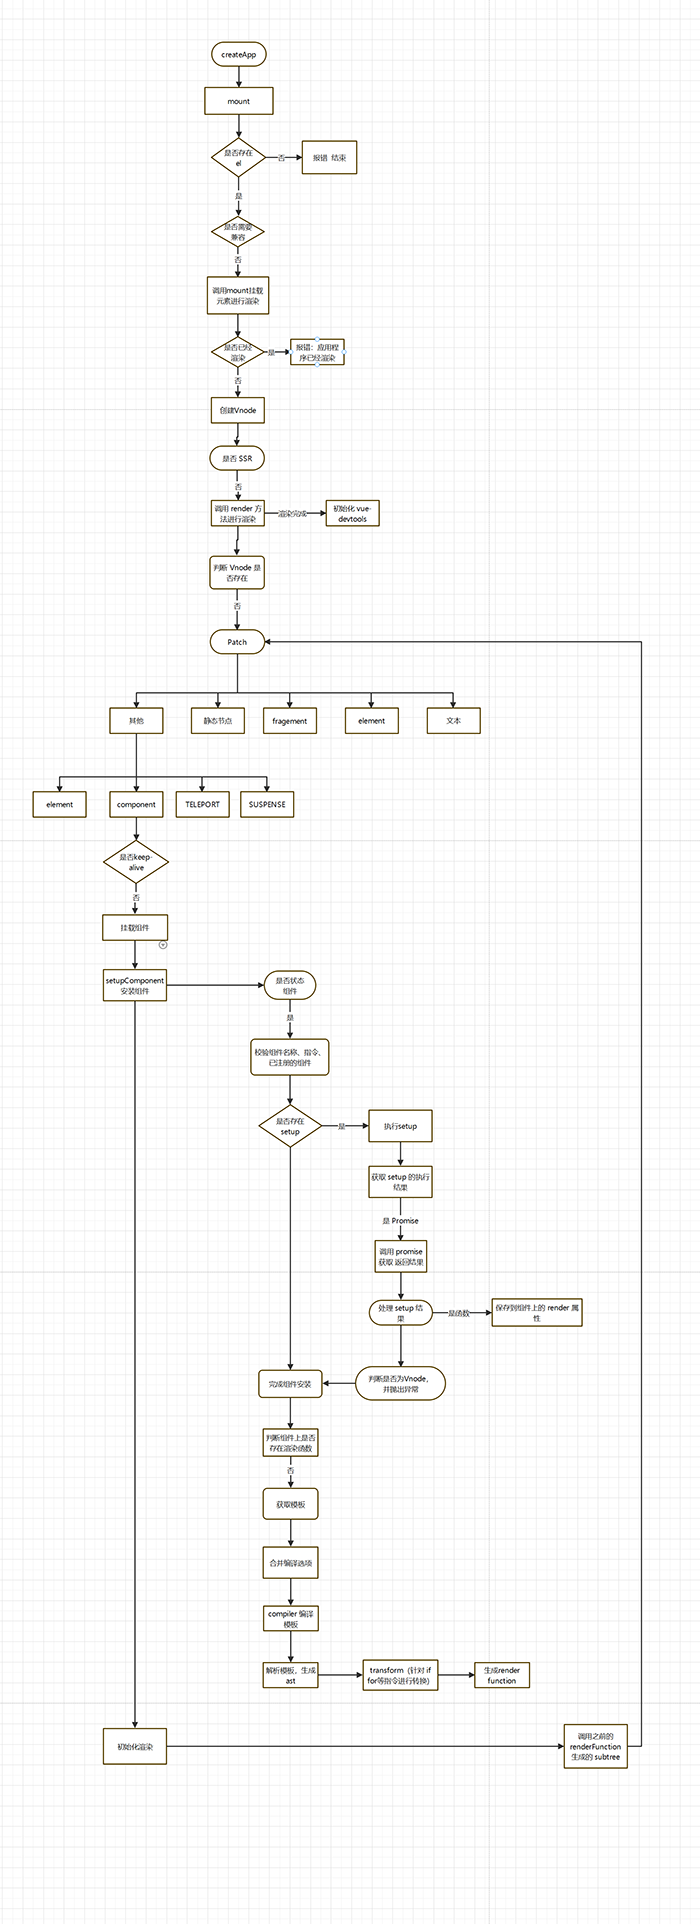 createApp
mount
是否存在
el
否
报错 结束
是
是否需要
兼容
否
调用mount挂载
元素进行渲染
是否已经
渲染
是
报错：应用程
序已经渲染
否
创建Vnode
是否 SSR
否
调用 render 方
法进行渲染
渲染完成
初始化 vue-
devtools
判断 Vnode 是
否存在
否
Patch
其他
静态节点
fragement
element
文本
element
component
TELEPORT
SUSPENSE
是否keep-
alive
否
挂载组件
setupComponent
安装组件
是否状态
组件
是
校验组件名称、指令、
已注册的组件
是否存在
setup
是
执行setup
获取 setup 的执行
结果
是 Promise
调用 promise
获取 返回结果
处理 setup 结
果
是函数
保存到组件上的 render 属
性
完成组件安装
判断是否为Vnode，
并抛出异常
判断组件上是否
存在渲染函数
否
获取模板
合并编译选项
compiler 编译
模板
解析模板，生成
ast
transform（针对 if
for等指令进行转换）
生成render
function
初始化渲染
调用之前的
renderFunction
生成的 subtree